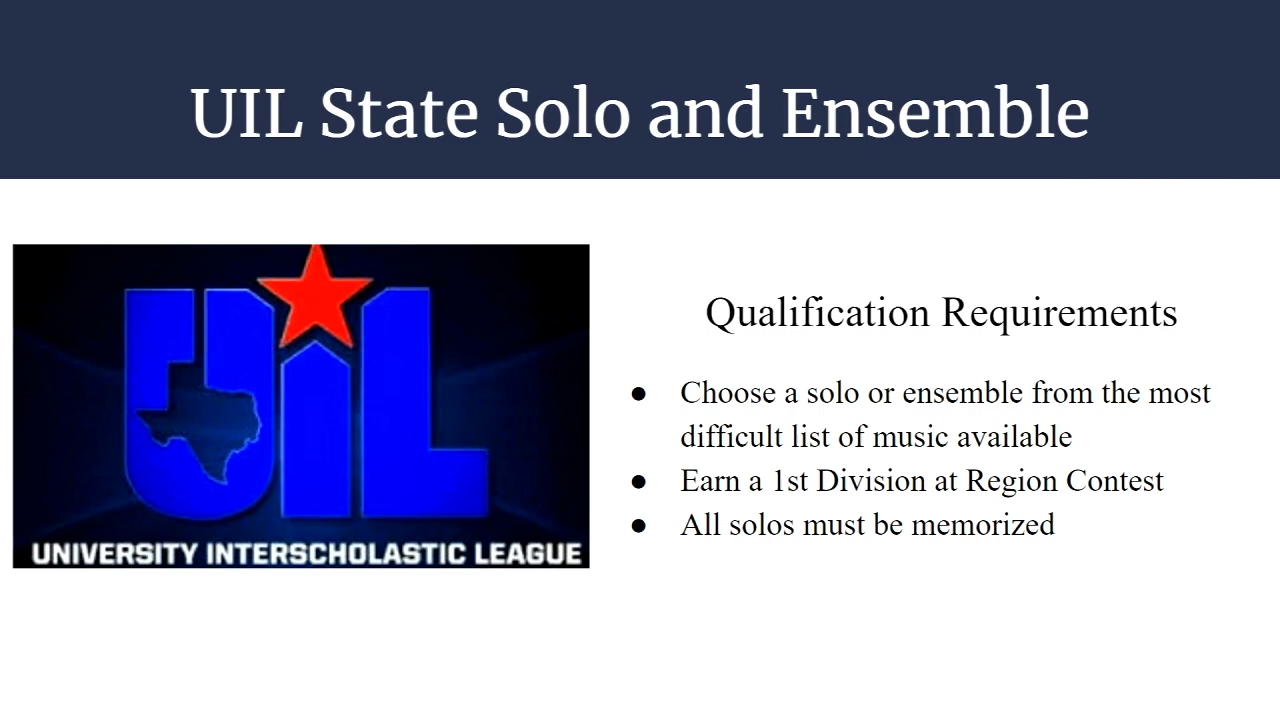 UIL State Solo and Ensemble
UIL
UNIVERSITY INTERSCHOLASTIC LEAGUE
Qualification Requirements
● Choose a solo or ensemble from the most
difficult list of music available
● Earn a 1st Division at Region Contest
● All solos must be memorized